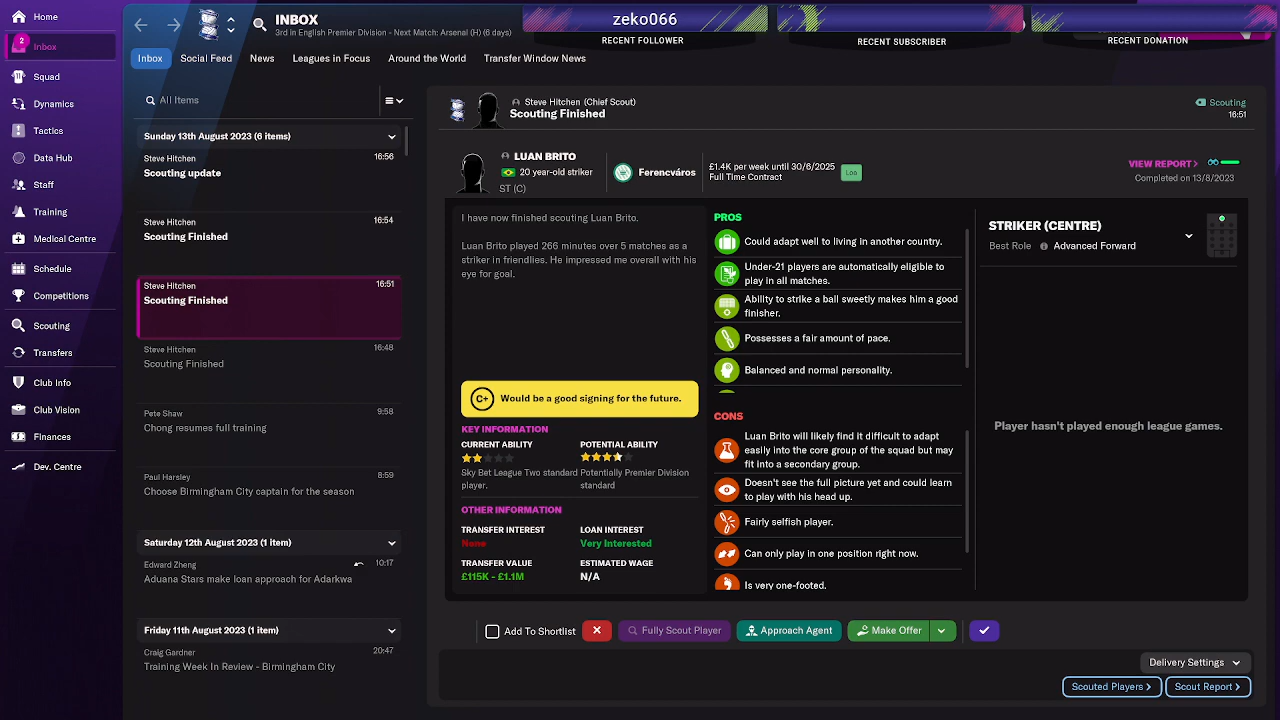 Home
2
Inbox
Squad
Dynamics
Tactics
Data Hub
Staff
Training
Medical Centre
Schedule
Competitions
Scouting
Transfers
Club Info
Club Vision
Finances
Dev. Centre
INBOX
3rd in English Premier Division - Next Match: Arsenal (H) (6 days)
zeko066
RECENT FOLLOWER
RECENT SUBSCRIBER
RECENT DONATION
Inbox
Social Feed
News
Leagues in Focus
Around the World
Transfer Window News
All Items
Sunday 13th August 2023 (6 items)
Steve Hitchen 16:56
Scouting update
Steve Hitchen 16:54
Scouting Finished
Steve Hitchen 16:51
Scouting Finished
Steve Hitchen 16:48
Scouting Finished
Pete Shaw 9:58
Chong resumes full training
Paul Harsley 8:59
Choose Birmingham City captain for the season
Saturday 12th August 2023 (1 item)
Edward Zheng 10:17
Aduana Stars make loan approach for Adarkwa
Friday 11th August 2023 (1 item)
Craig Gardner 20:47
Training Week In Review - Birmingham City
Steve Hitchen (Chief Scout)
Scouting Finished
Scouting
16:51
LUAN BRITO
20 year-old striker
ST (C)
Ferencváros
£1.4K per week until 30/6/2025
Full Time Contract
Loa
VIEW REPORT >
Completed on 13/8/2023
I have now finished scouting Luan Brito.
Luan Brito played 266 minutes over 5 matches as a
striker in friendlies. He impressed me overall with his
eye for goal.
C+ Would be a good signing for the future.
KEY INFORMATION
CURRENT ABILITY
Sky Bet League Two standard
player.
POTENTIAL ABILITY
Potentially Premier Division
standard
OTHER INFORMATION
TRANSFER INTEREST
None
LOAN INTEREST
Very Interested
TRANSFER VALUE
£115K - £1.1M
ESTIMATED WAGE
N/A
PROS
Could adapt well to living in another country.
Under-21 players are automatically eligible to
play in all matches.
Ability to strike a ball sweetly makes him a good
finisher.
Possesses a fair amount of pace.
Balanced and normal personality.
CONS
Luan Brito will likely find it difficult to adapt
easily into the core group of the squad but may
fit into a secondary group.
Doesn't see the full picture yet and could learn
to play with his head up.
Fairly selfish player.
Can only play in one position right now.
Is very one-footed.
STRIKER (CENTRE)
Best Role Advanced Forward
Player hasn't played enough league games.
Add To Shortlist
Fully Scout Player
Approach Agent
Make Offer
Delivery Settings
Scouted Players >
Scout Report >